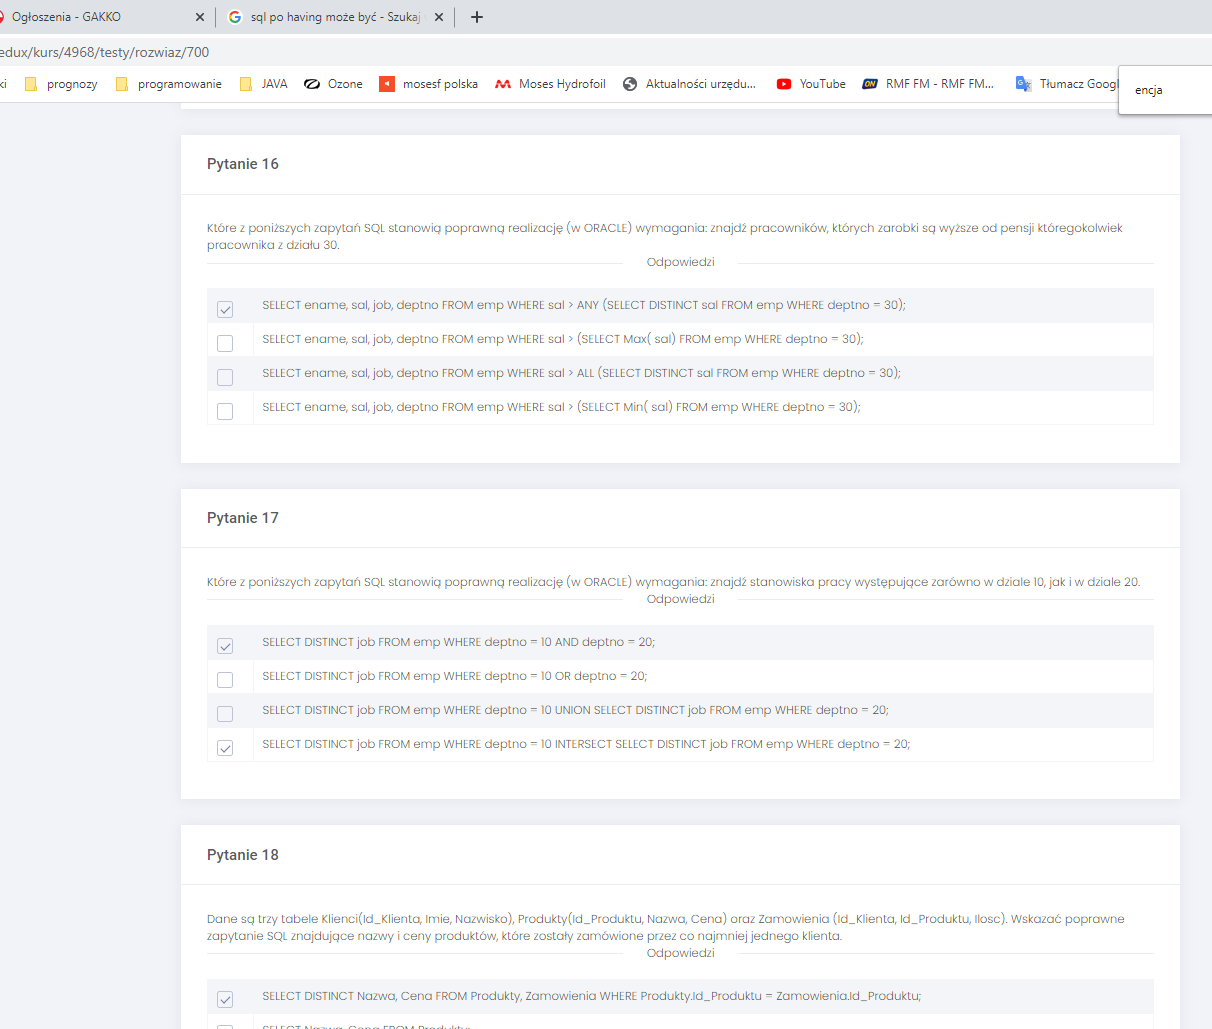 Ogłoszenia - GAKKO
sql po having może być - Szukaj
edux/kurs/4968/testy/rozwiaz/700
ki prognozy programowanie JAVA Ozone mosesf polska Moses Hydrofoil Aktualności urzędu... YouTube RMF FM - RMF FM... Tłumacz Googl
encja
Pytanie 16
Które z poniższych zapytań SQL stanowią poprawną realizację (w ORACLE) wymagania: znajdź pracowników, których zarobki są wyższe od pensji któregokolwiek
pracownika z działu 30.
Odpowiedzi
SELECT ename, sal, job, deptno FROM emp WHERE sal > ANY (SELECT DISTINCT sal FROM emp WHERE deptno = 30);
SELECT ename, sal, job, deptno FROM emp WHERE sal > (SELECT Max( sal) FROM emp WHERE deptno = 30);
SELECT ename, sal, job, deptno FROM emp WHERE sal > ALL (SELECT DISTINCT sal FROM emp WHERE deptno = 30);
SELECT ename, sal, job, deptno FROM emp WHERE sal > (SELECT Min( sal) FROM emp WHERE deptno = 30);
Pytanie 17
Które z poniższych zapytań SQL stanowią poprawną realizację (w ORACLE) wymagania: znajdź stanowiska pracy występujące zarówno w dziale 10, jak i w dziale 20.
Odpowiedzi
SELECT DISTINCT job FROM emp WHERE deptno = 10 AND deptno = 20;
SELECT DISTINCT job FROM emp WHERE deptno = 10 OR deptno = 20;
SELECT DISTINCT job FROM emp WHERE deptno = 10 UNION SELECT DISTINCT job FROM emp WHERE deptno = 20;
SELECT DISTINCT job FROM emp WHERE deptno = 10 INTERSECT SELECT DISTINCT job FROM emp WHERE deptno = 20;
Pytanie 18
Dane są trzy tabele Klienci(Id_Klienta, Imie, Nazwisko), Produkty(Id_Produktu, Nazwa, Cena) oraz Zamowienia (Id_Klienta, Id_Produktu, Ilosc). Wskazać poprawne
zapytanie SQL znajdujące nazwy i ceny produktów, które zostały zamówione przez co najmniej jednego klienta.
Odpowiedzi
SELECT DISTINCT Nazwa, Cena FROM Produkty, Zamowienia WHERE Produkty.Id_Produktu = Zamowienia.Id_Produktu;
SELECT Nazwa, Cena FROM Produkty;